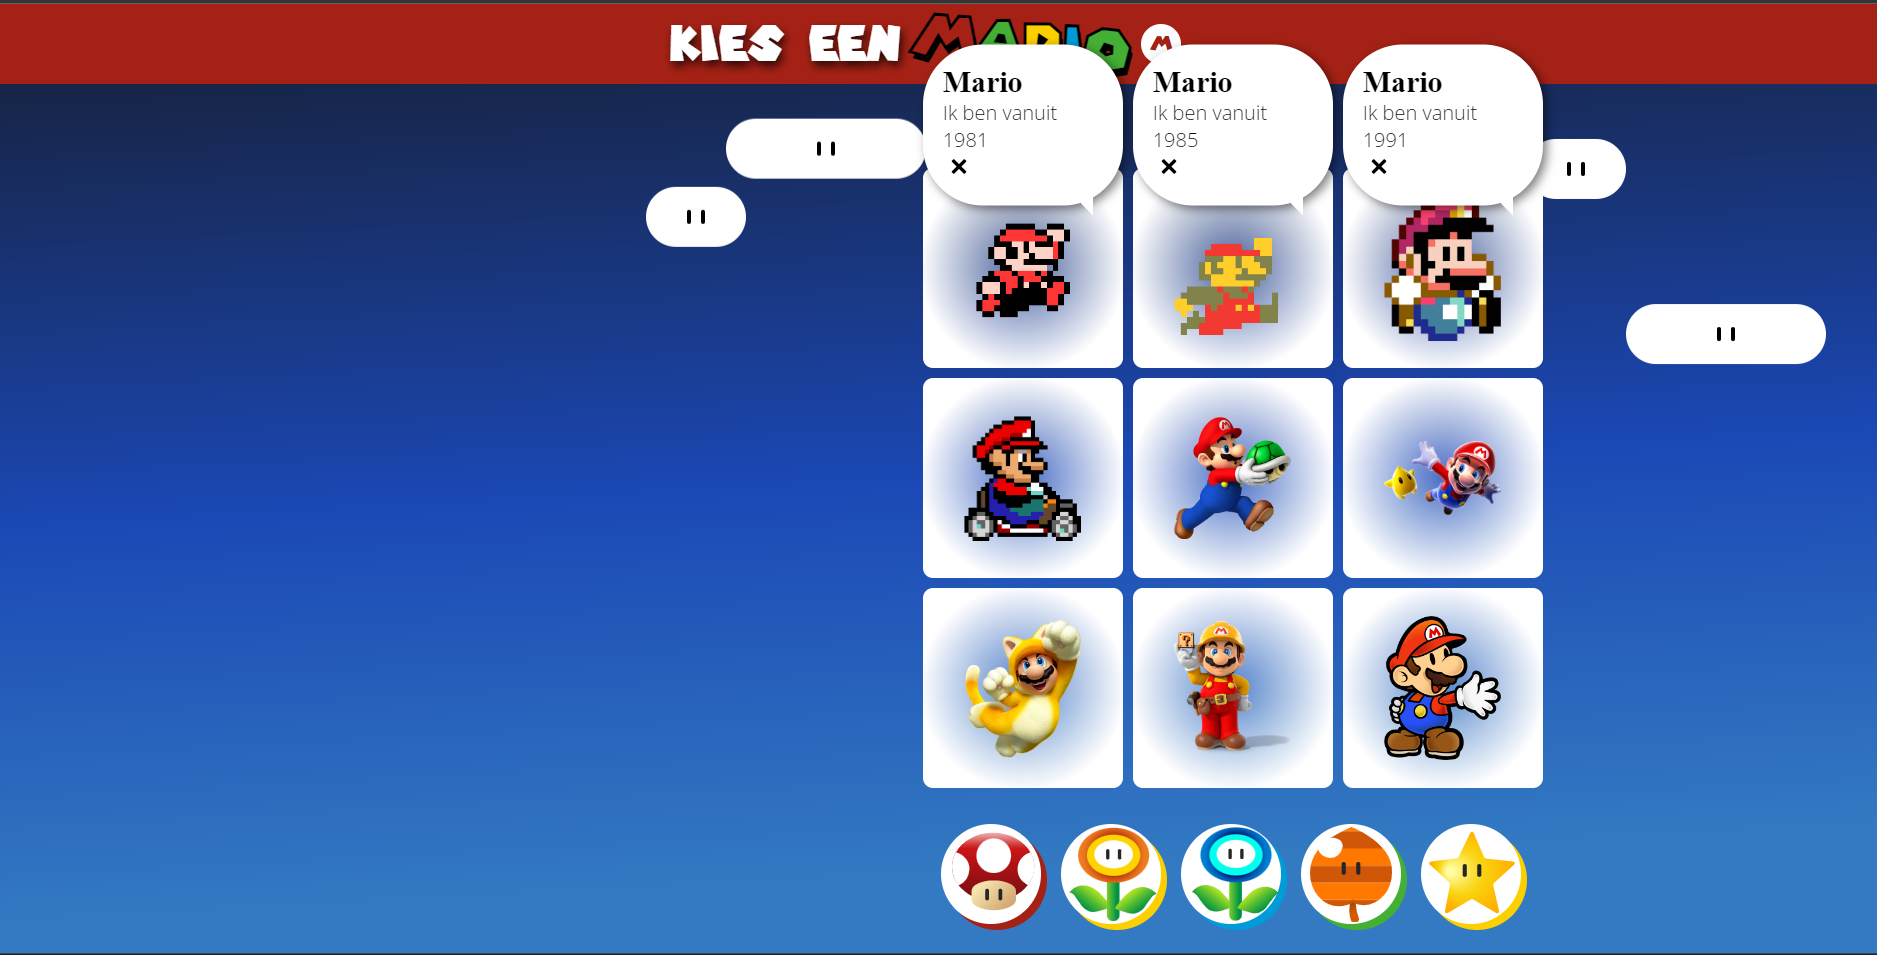 KIES EEN MARIO M
Mario
Ik ben vanuit
1981
×
Mario
Ik ben vanuit
1985
×
Mario
Ik ben vanuit
1991
×